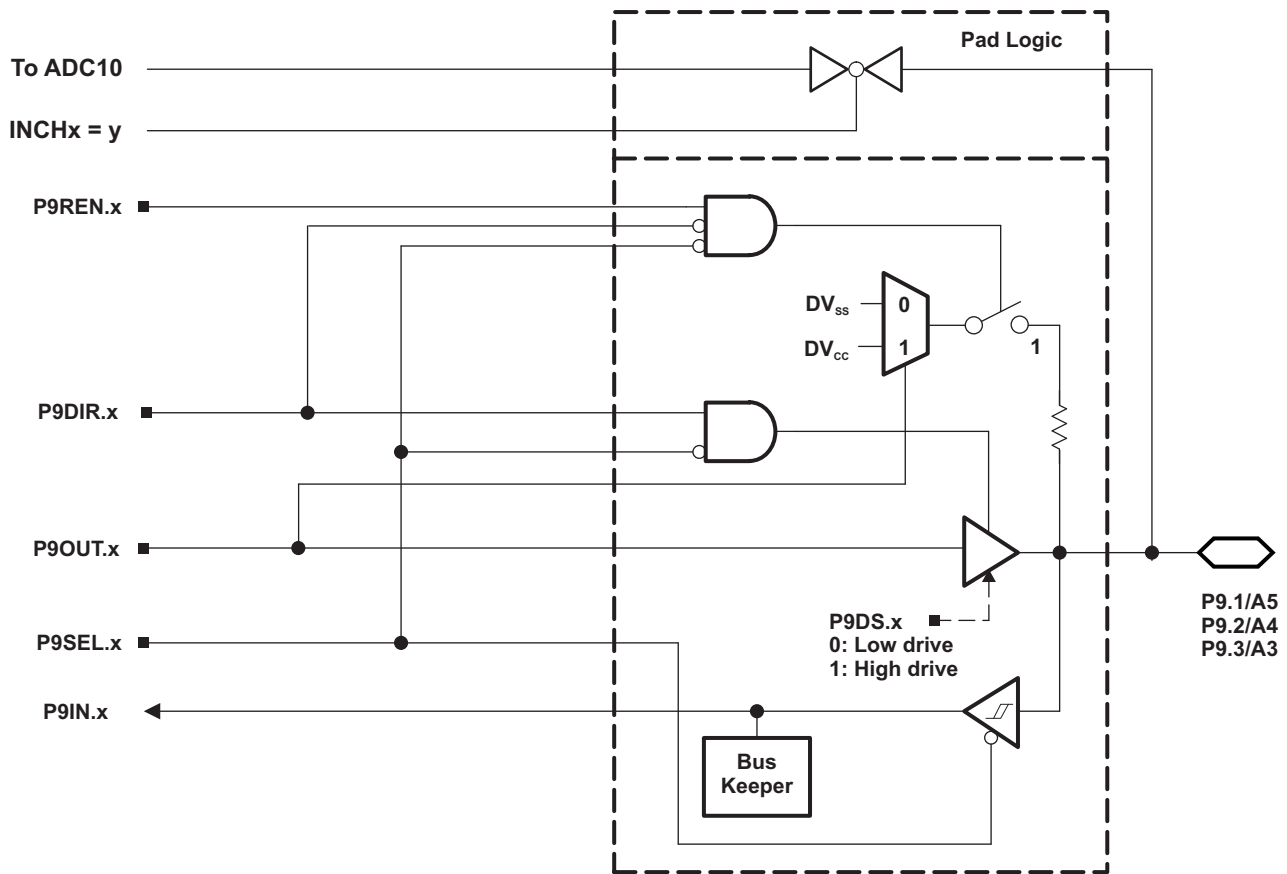 Pad Logic
To ADC10
INCHx = y
P9REN.x
DVSS
0
DVCC
1
1
P9DIR.x
P9OUT.x
P9DS.x
0: Low drive
1: High drive
P9.1/A5
P9.2/A4
P9.3/A3
P9SEL.x
P9IN.x
Bus
Keeper